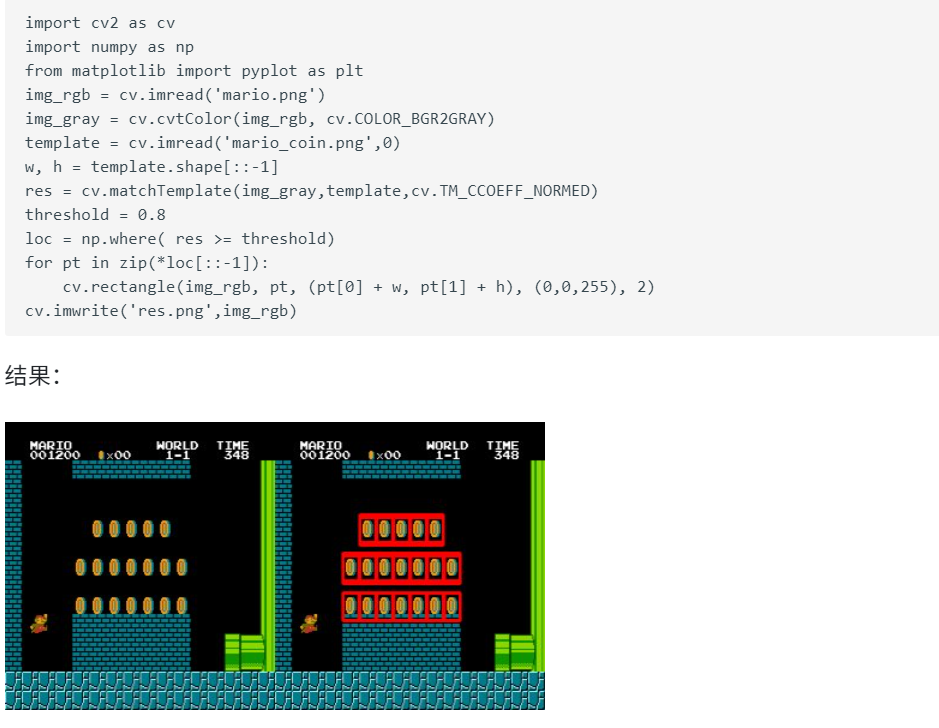 import cv2 as cv
import numpy as np
from matplotlib import pyplot as plt
img_rgb = cv.imread('mario.png')
img_gray = cv.cvtColor(img_rgb, cv.COLOR_BGR2GRAY)
template = cv.imread('mario_coin.png',0)
w, h = template.shape[::-1]
res = cv.matchTemplate(img_gray,template,cv.TM_CCOEFF_NORMED)
threshold = 0.8
loc = np.where( res >= threshold)
for pt in zip(*loc[::-1]):
    cv.rectangle(img_rgb, pt, (pt[0] + w, pt[1] + h), (0,0,255), 2)
cv.imwrite('res.png',img_rgb)
结果：
MARIO WORLD TIME MARIO WORLD TIME
001200 x00 1-1 348 001200 x00 1-1 348